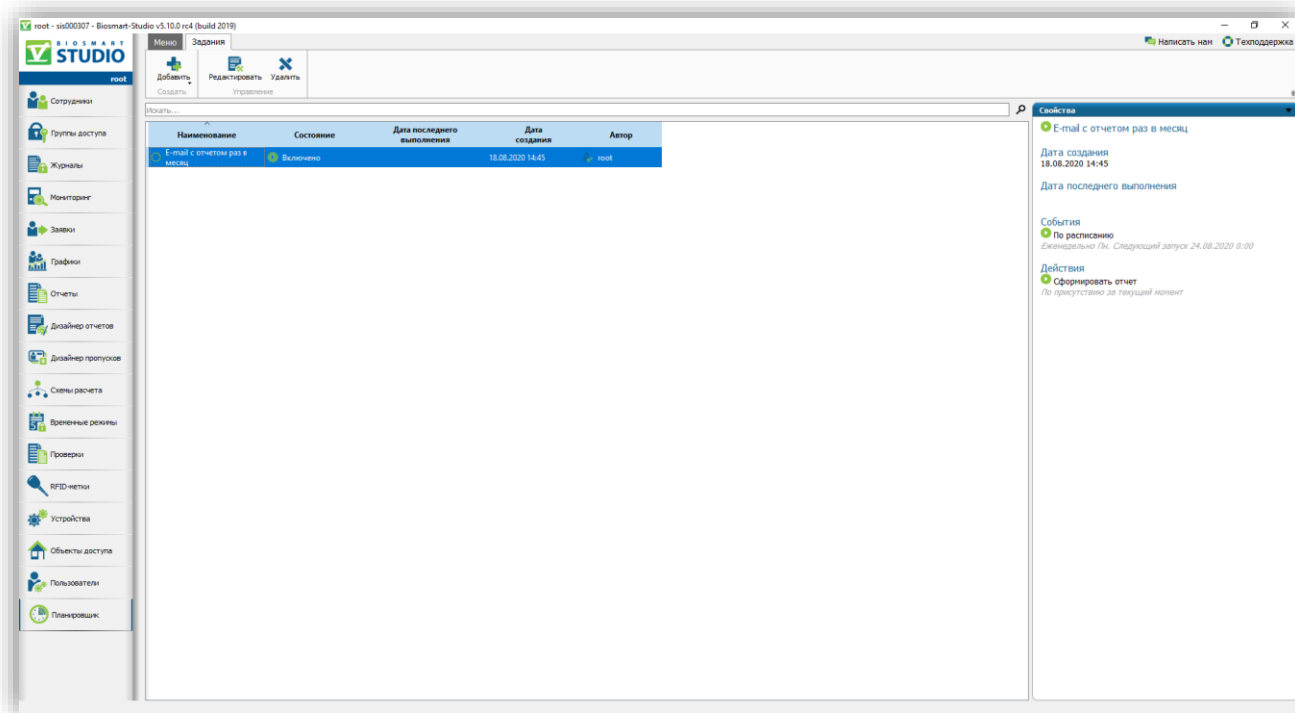 root - sis000307 - Biosmart-Studio v5.10.0 rc4 (build 2019)
BIOSMART
STUDIO
root
Меню Задания
Написать нам Техподдержка
Добавить Редактировать Удалить
Создать Управление
Искать...
Сотрудники
Группы доступа
Журналы
Мониторинг
Заявки
Графики
Отчеты
Дизайнер отчетов
Дизайнер пропусков
Схемы расчета
Временные режимы
Проверки
RFID-метки
Устройства
Объекты доступа
Пользователи
Планировщик
Наименование Состояние Дата последнего выполнения Дата создания Автор
E-mail с отчетом раз в месяц Включено 18.08.2020 14:45 root
Свойства
E-mail с отчетом раз в месяц
Дата создания
18.08.2020 14:45
Дата последнего выполнения
События
По расписанию
Еженедельно Пн. Следующий запуск 24.08.2020 0:00
Действия
Сформировать отчет
По присутствию за текущий момент